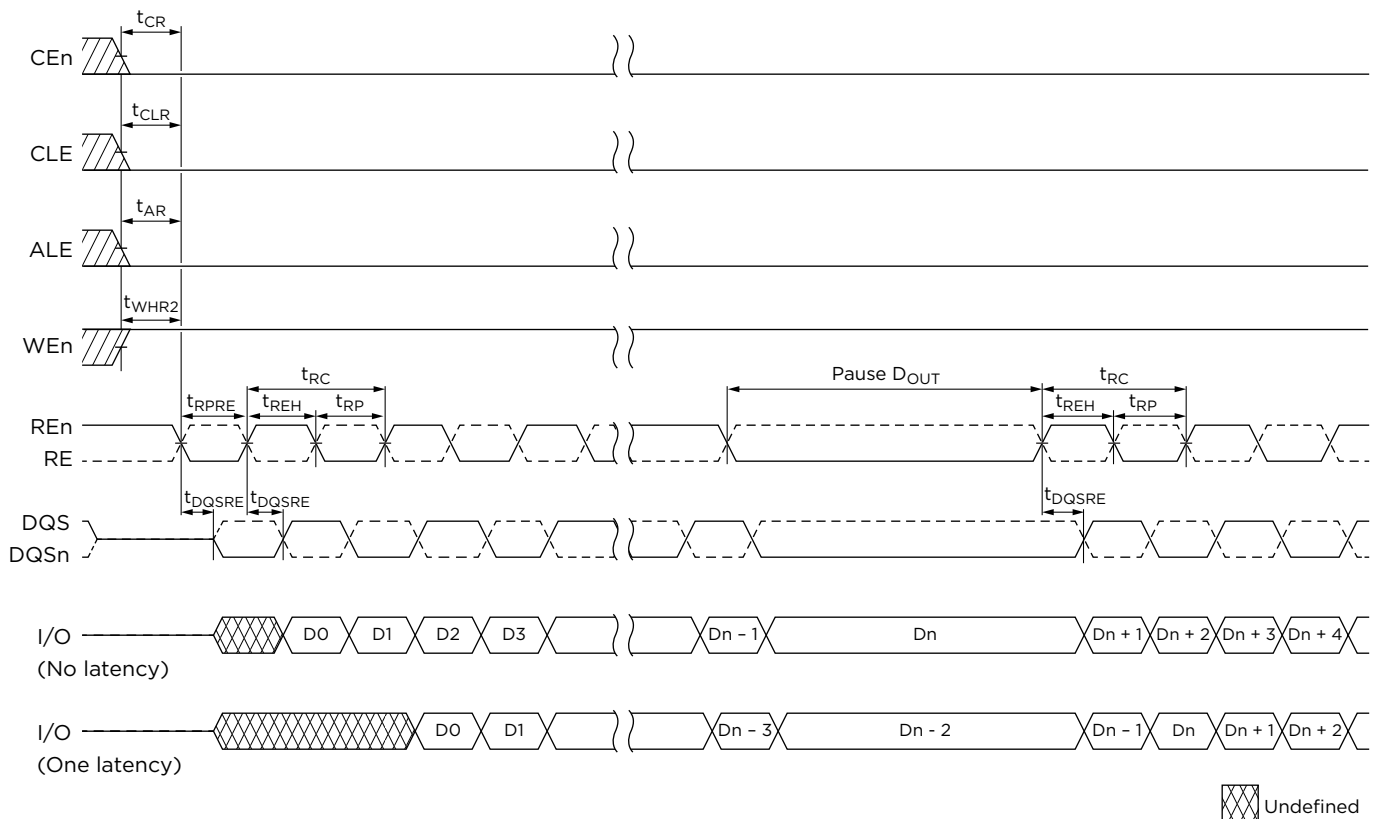 tCR
CEn
tCLR
CLE
tAR
ALE
tWHR2
WEn
tRC
Pause DOUT
tRC
tRPRE
tREH
tRP
tREH
tRP
REn
RE
tDQSRE
tDQSRE
tDQSRE
DQS
DQSn
I/O
(No latency)
D0
D1
D2
D3
Dn – 1
Dn
Dn + 1
Dn + 2
Dn + 3
Dn + 4
I/O
(One latency)
D0
D1
Dn – 3
Dn - 2
Dn – 1
Dn
Dn + 1
Dn + 2
Undefined